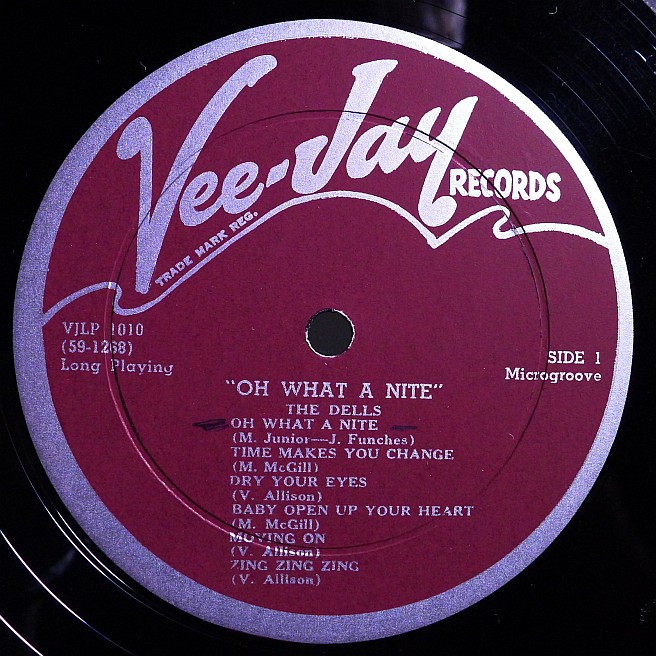 Vee-Jay
RECORDS
TRADE MARK REG.
VJLP 1010
(59-1268)
Long Playing
SIDE 1
Microgroove
"OH WHAT A NITE"
THE DELLS
OH WHAT A NITE
(M. Junior—J. Funches)
TIME MAKES YOU CHANGE
(M. McGill)
DRY YOUR EYES
(V. Allison)
BABY OPEN UP YOUR HEART
(M. McGill)
MOVING ON
(V. Allison)
ZING ZING ZING
(V. Allison)